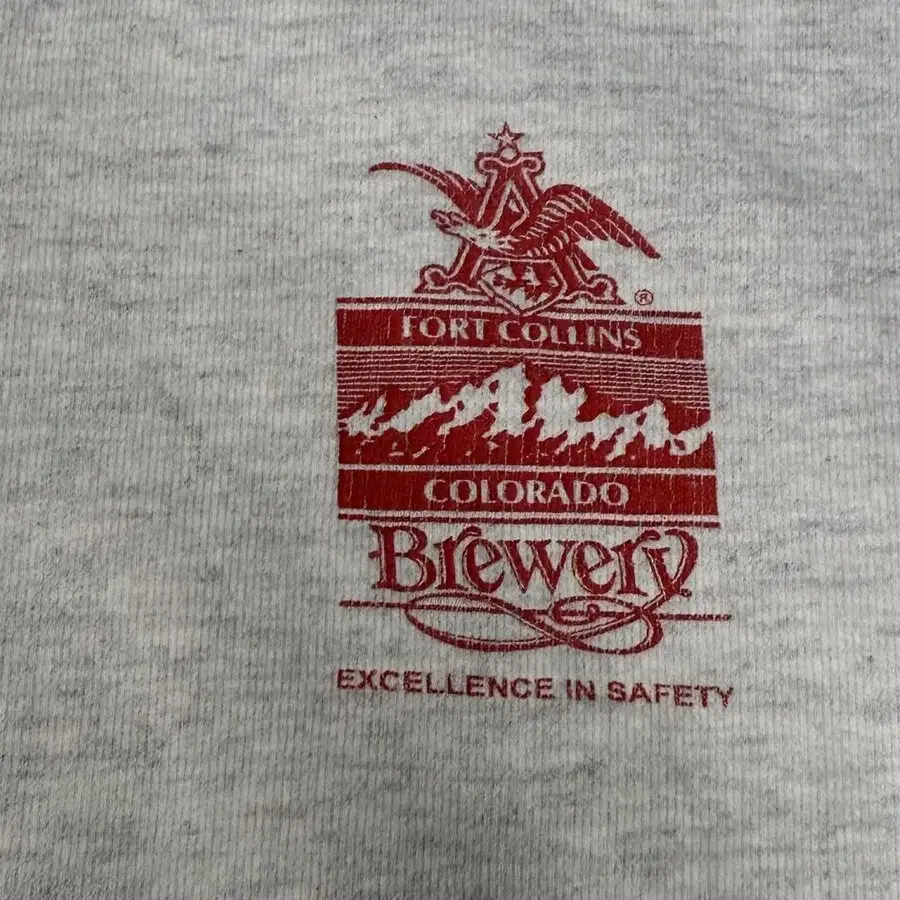 A
®
FORT COLLINS
COLORADO
Brewery
EXCELLENCE IN SAFETY